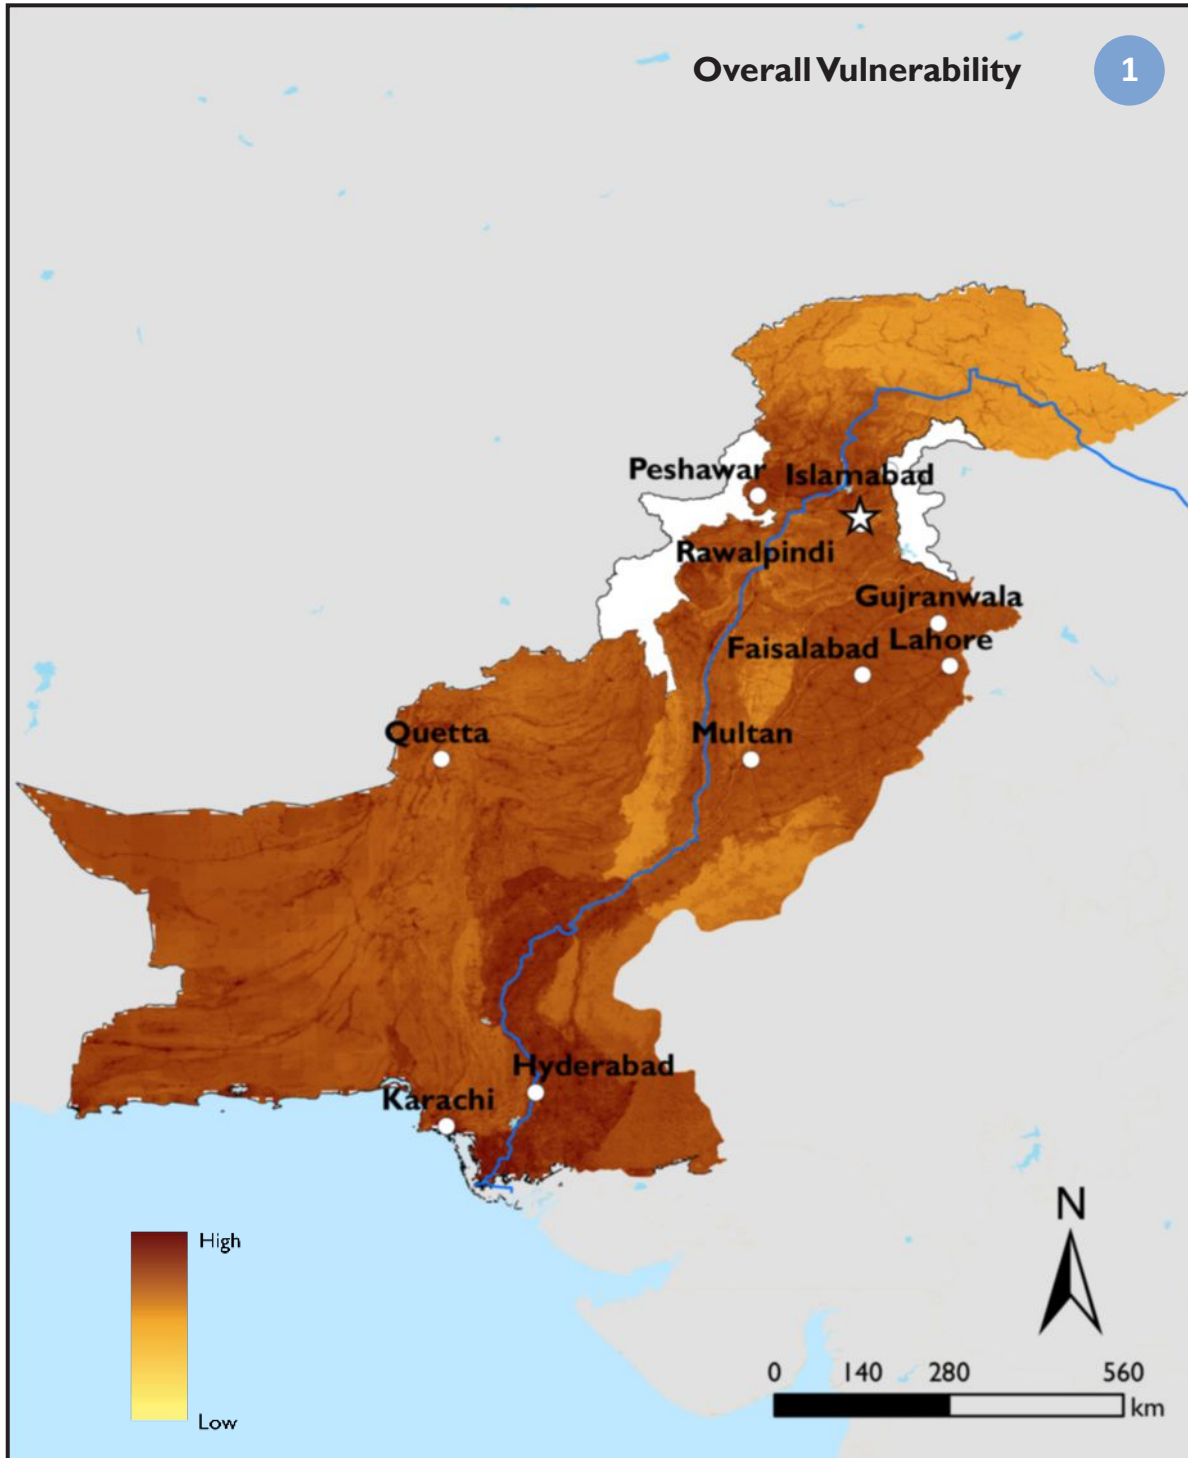 Overall Vulnerability
1
Peshawar
Islamabad
Rawalpindi
Gujranwala
Faisalabad
Lahore
Quetta
Multan
Hyderabad
Karachi
N
High
Low
0 140 280 560
km